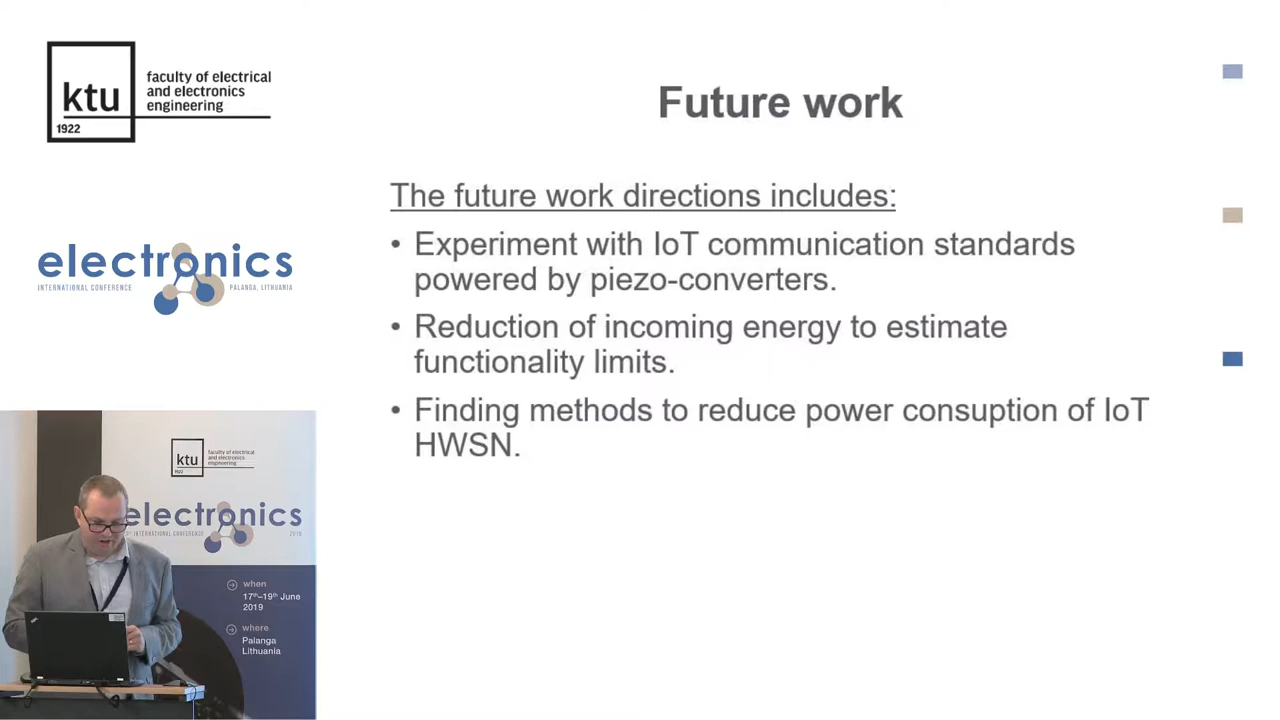 ktu
1922
faculty of electrical
and electronics
engineering
Future work
The future work directions includes:
• Experiment with IoT communication standards
powered by piezo-converters.
• Reduction of incoming energy to estimate
functionality limits.
• Finding methods to reduce power consuption of IoT
HWSN.
electronics
INTERNATIONAL CONFERENCE
PALANGA, LITHUANIA
ktu
1922
faculty of electrical
and electronics
engineering
electronics
INTERNATIONAL CONFERENCE
2019
when
17th–19th June
2019
where
Palanga
Lithuania